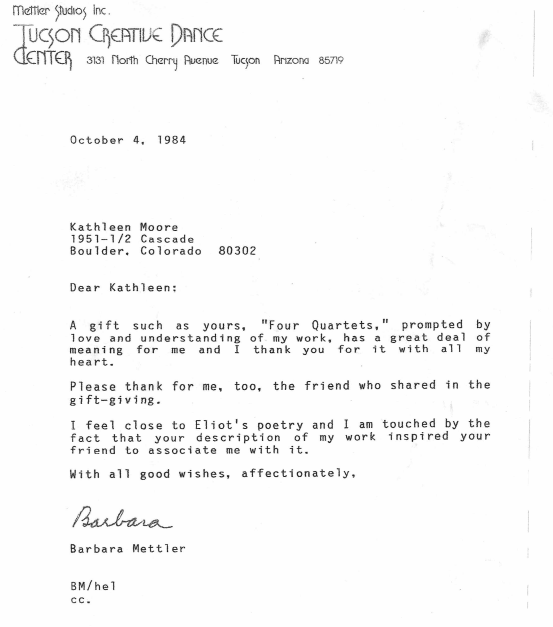 Mettler Studios Inc.
Tucson Creative Dance
Center 3131 North Cherry Avenue Tucson Arizona 85719
October 4, 1984
Kathleen Moore
1951-1/2 Cascade
Boulder, Colorado 80302
Dear Kathleen:
A gift such as yours, "Four Quartets," prompted by
love and understanding of my work, has a great deal of
meaning for me and I thank you for it with all my
heart.
Please thank for me, too, the friend who shared in the
gift-giving.
I feel close to Eliot's poetry and I am touched by the
fact that your description of my work inspired your
friend to associate me with it.
With all good wishes, affectionately,
Barbara
Barbara Mettler
BM/hel
cc.